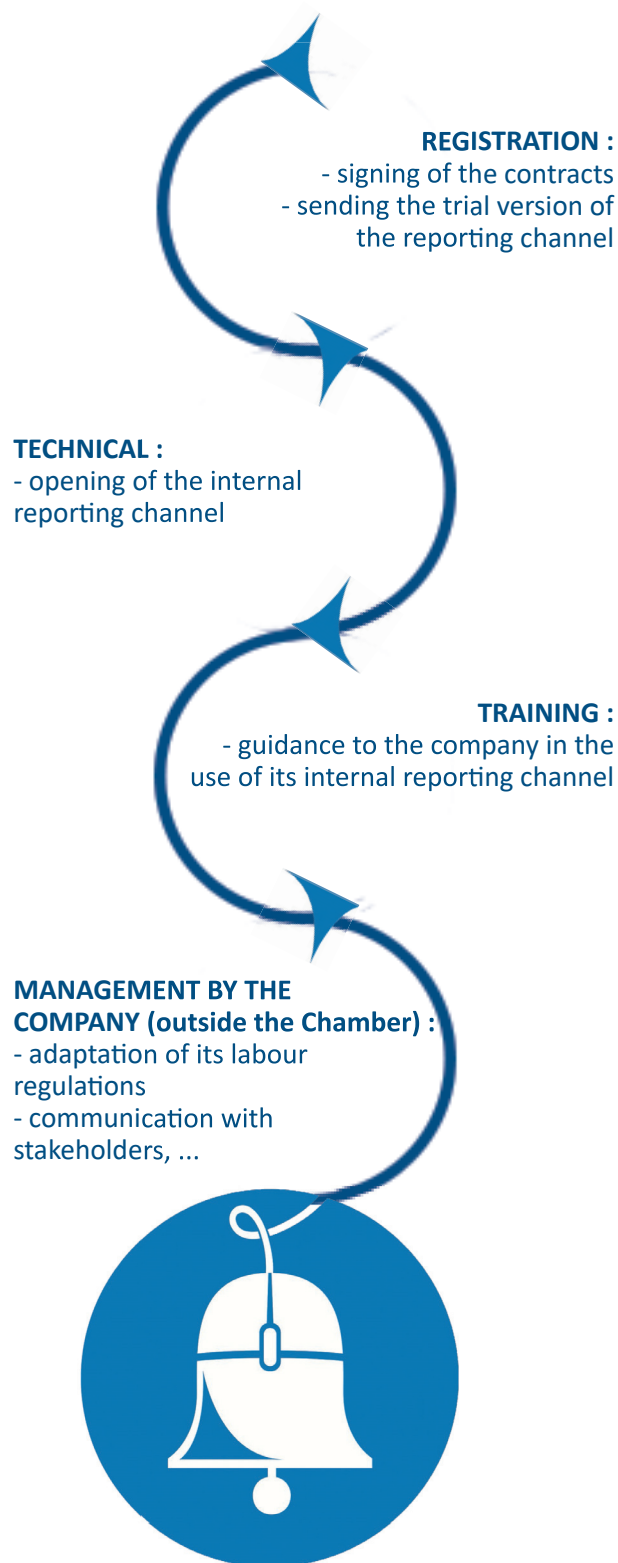 REGISTRATION :
- signing of the contracts
- sending the trial version of
the reporting channel
TECHNICAL :
- opening of the internal
reporting channel
TRAINING :
- guidance to the company in the
use of its internal reporting channel
MANAGEMENT BY THE
COMPANY (outside the Chamber) :
- adaptation of its labour
regulations
- communication with
stakeholders, ...